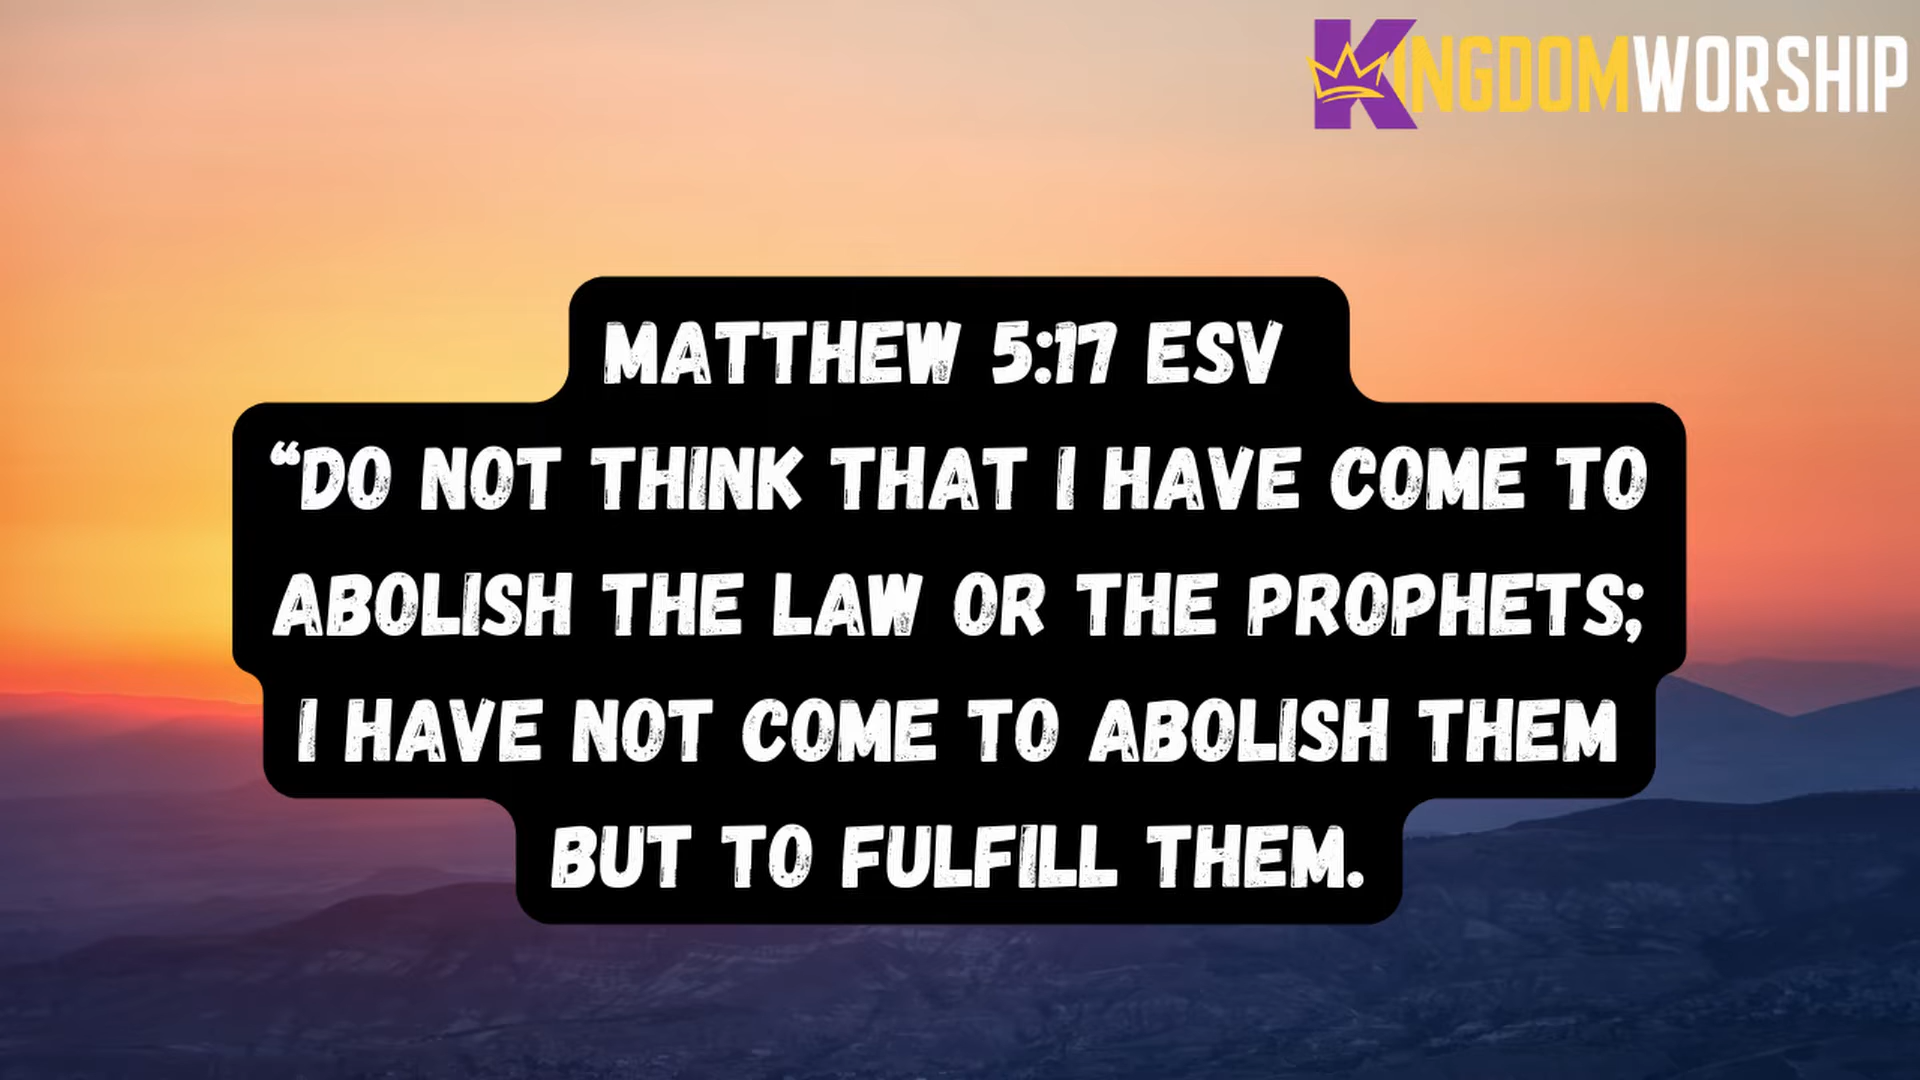 KINGDOMWORSHIP
MATTHEW 5:17 ESV
“DO NOT THINK THAT I HAVE COME TO
ABOLISH THE LAW OR THE PROPHETS;
I HAVE NOT COME TO ABOLISH THEM
BUT TO FULFILL THEM.